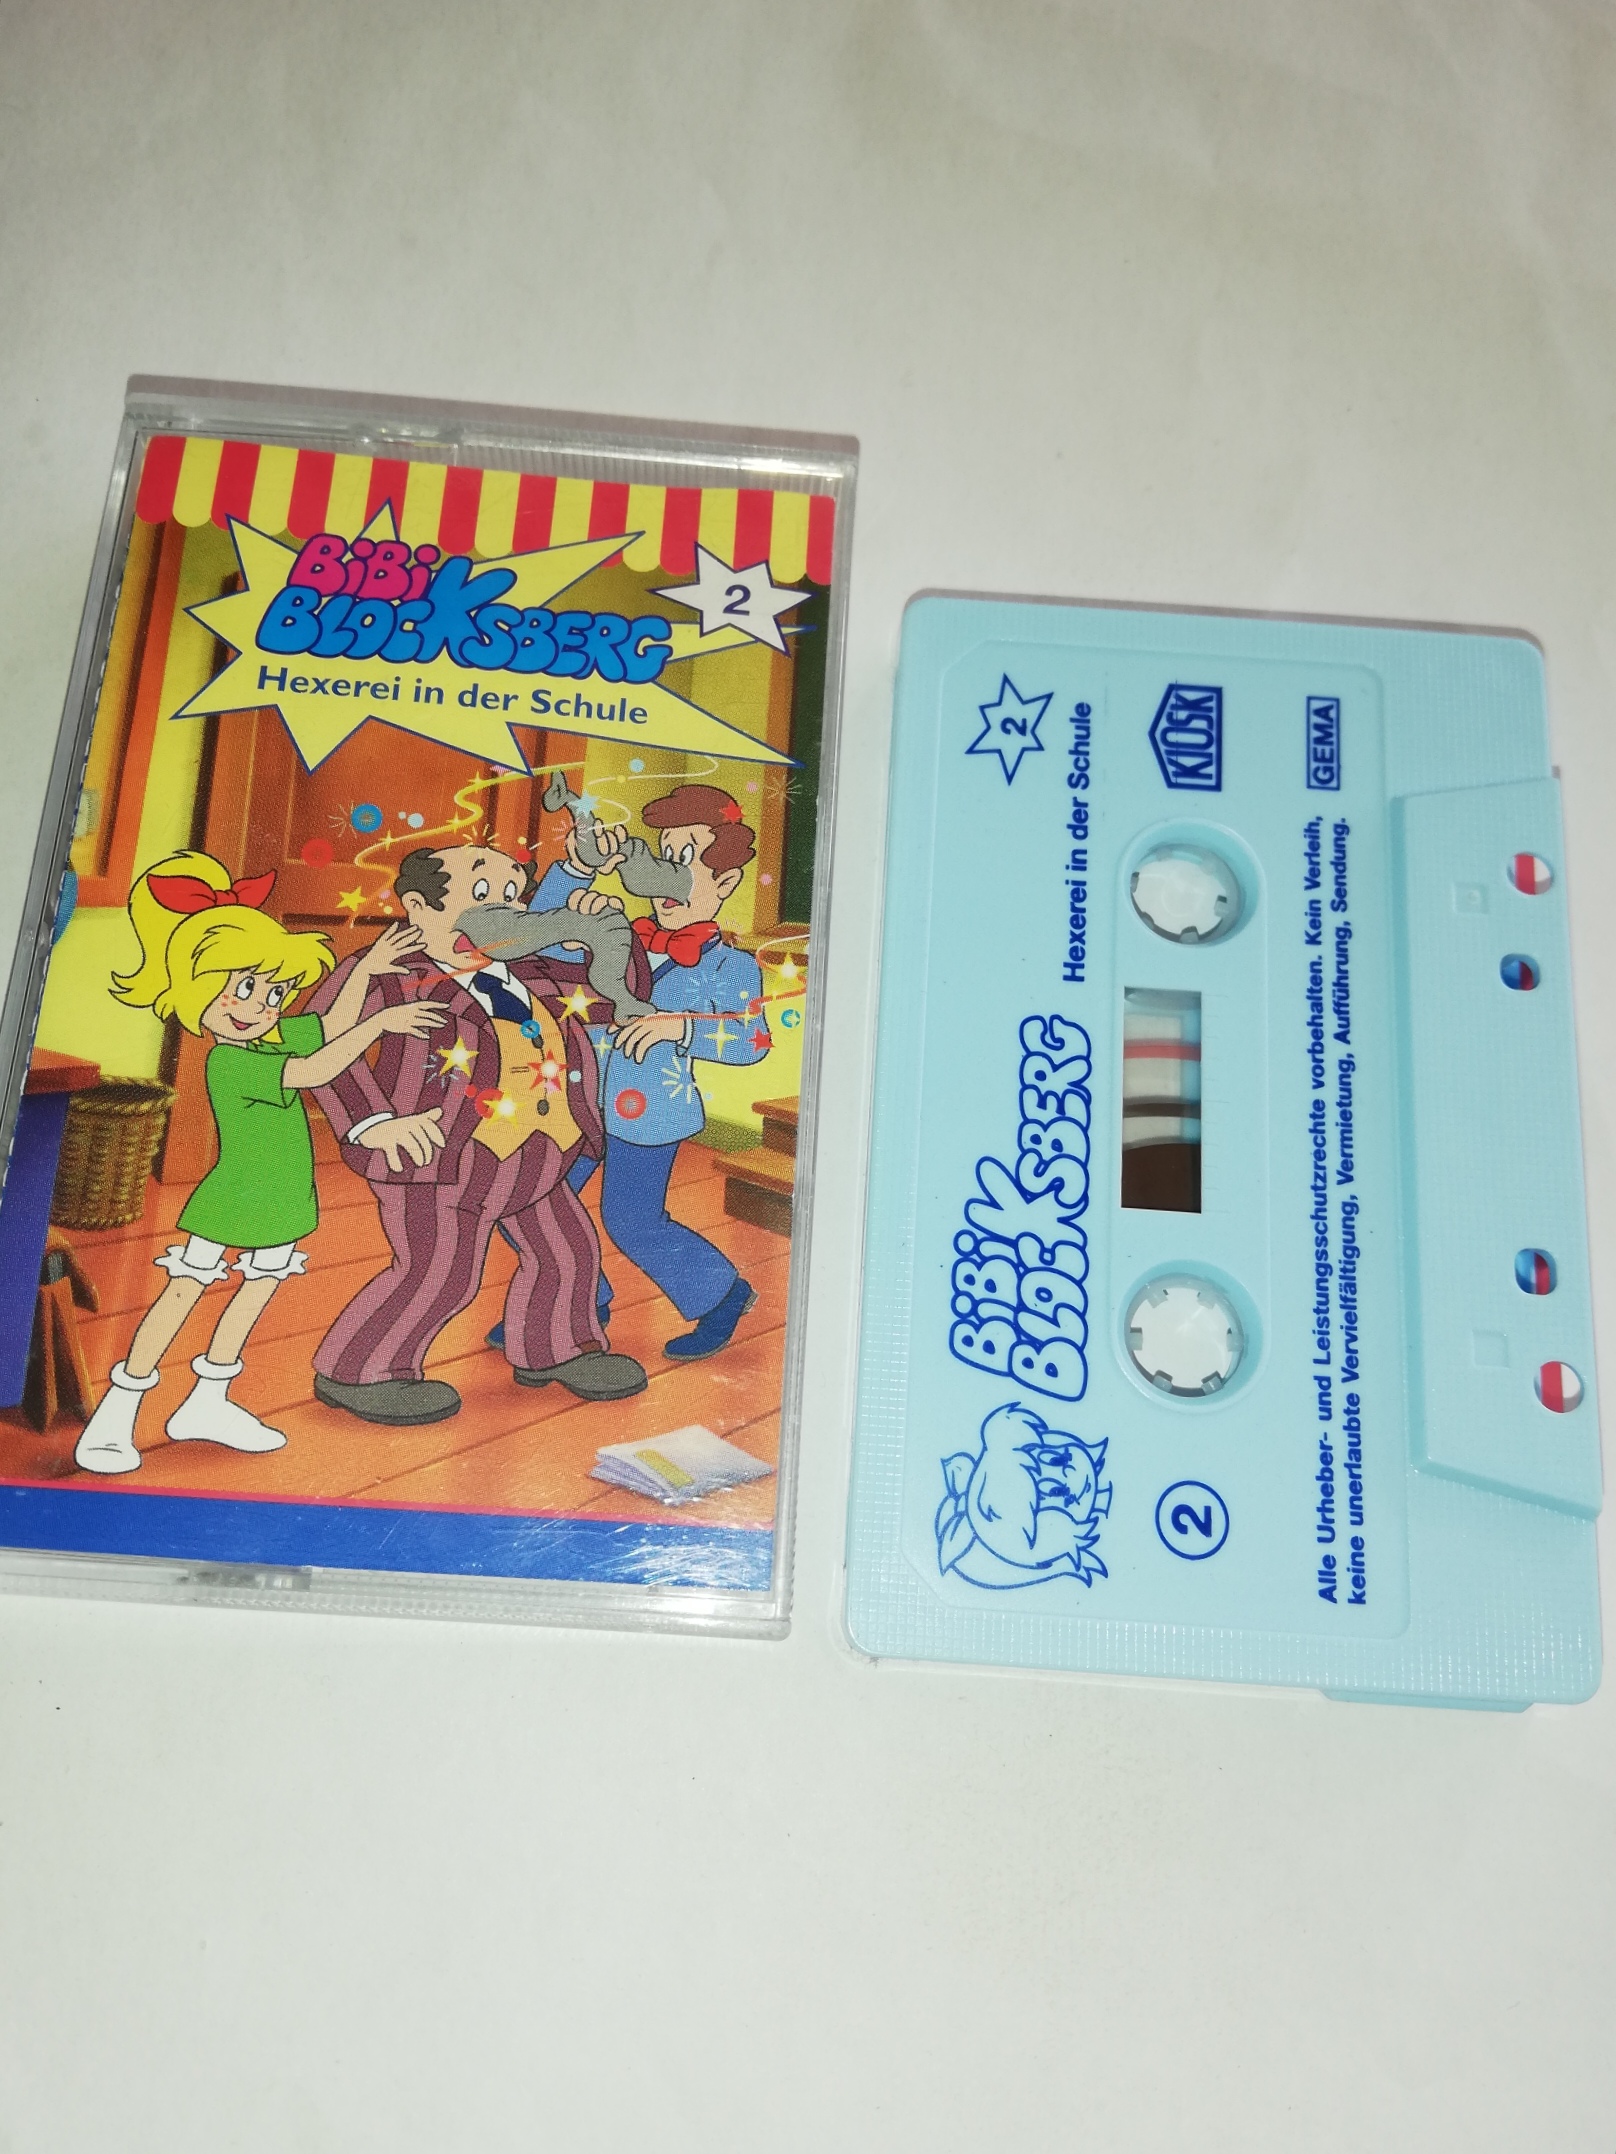 BiBi
BLOCKSBERG
2
Hexerei in der Schule
2
BiBi
BLOCKSBERG
Hexerei in der Schule
2
KIOSK
Alle Urheber- und Leistungsschutzrechte vorbehalten. Kein Verleih,
keine unerlaubte Vervielfältigung, Vermietung, Aufführung, Sendung.
GEMA